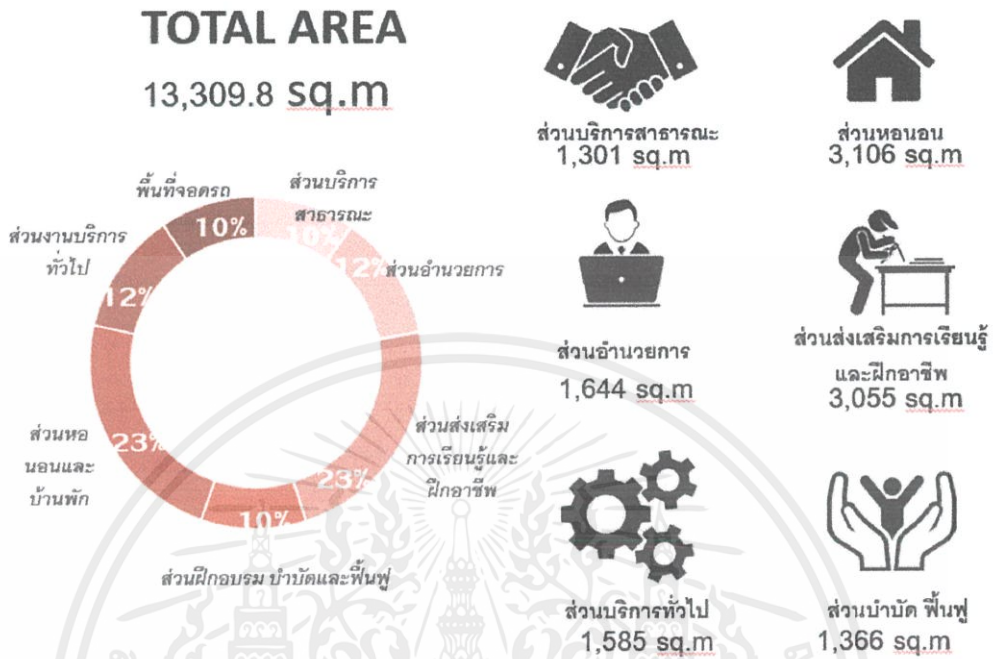 TOTAL AREA
13,309.8 sq.m
พื้นที่จอดรถ
10%
ส่วนบริการ
สาธารณะ
10%
ส่วนงานบริการ
ทั่วไป
12%
12%
ส่วนอำนวยการ
ส่วนหอ
นอนและ
บ้านพัก
23%
ส่วนส่งเสริม
การเรียนรู้และ
ฝึกอาชีพ
23%
10%
ส่วนฝึกอบรม บำบัดและฟื้นฟู
ส่วนบริการสาธารณะ
1,301 sq.m
ส่วนหอนอน
3,106 sq.m
ส่วนอำนวยการ
1,644 sq.m
ส่วนส่งเสริมการเรียนรู้
และฝึกอาชีพ
3,055 sq.m
ส่วนบริการทั่วไป
1,585 sq.m
ส่วนบำบัด ฟื้นฟู
1,366 sq.m